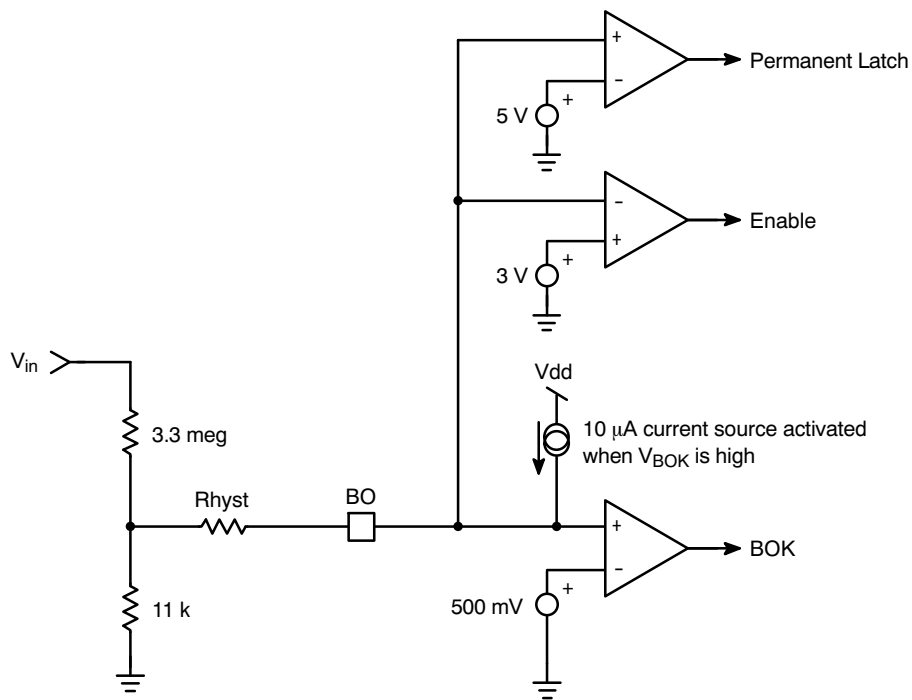 +
−
Permanent Latch
5 V
+
−
+
Enable
3 V
+
Vin
3.3 meg
Vdd
10 μA current source activated
when VBOK is high
Rhyst
BO
+
−
BOK
11 k
500 mV
+